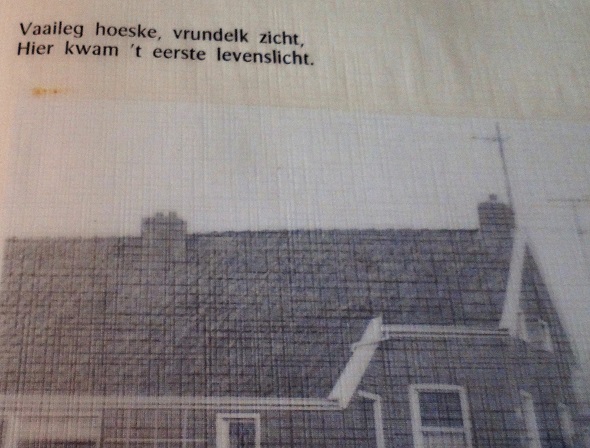 Vaaileg hoeske, vrundelk zicht,
Hier kwam 't eerste levenslicht.